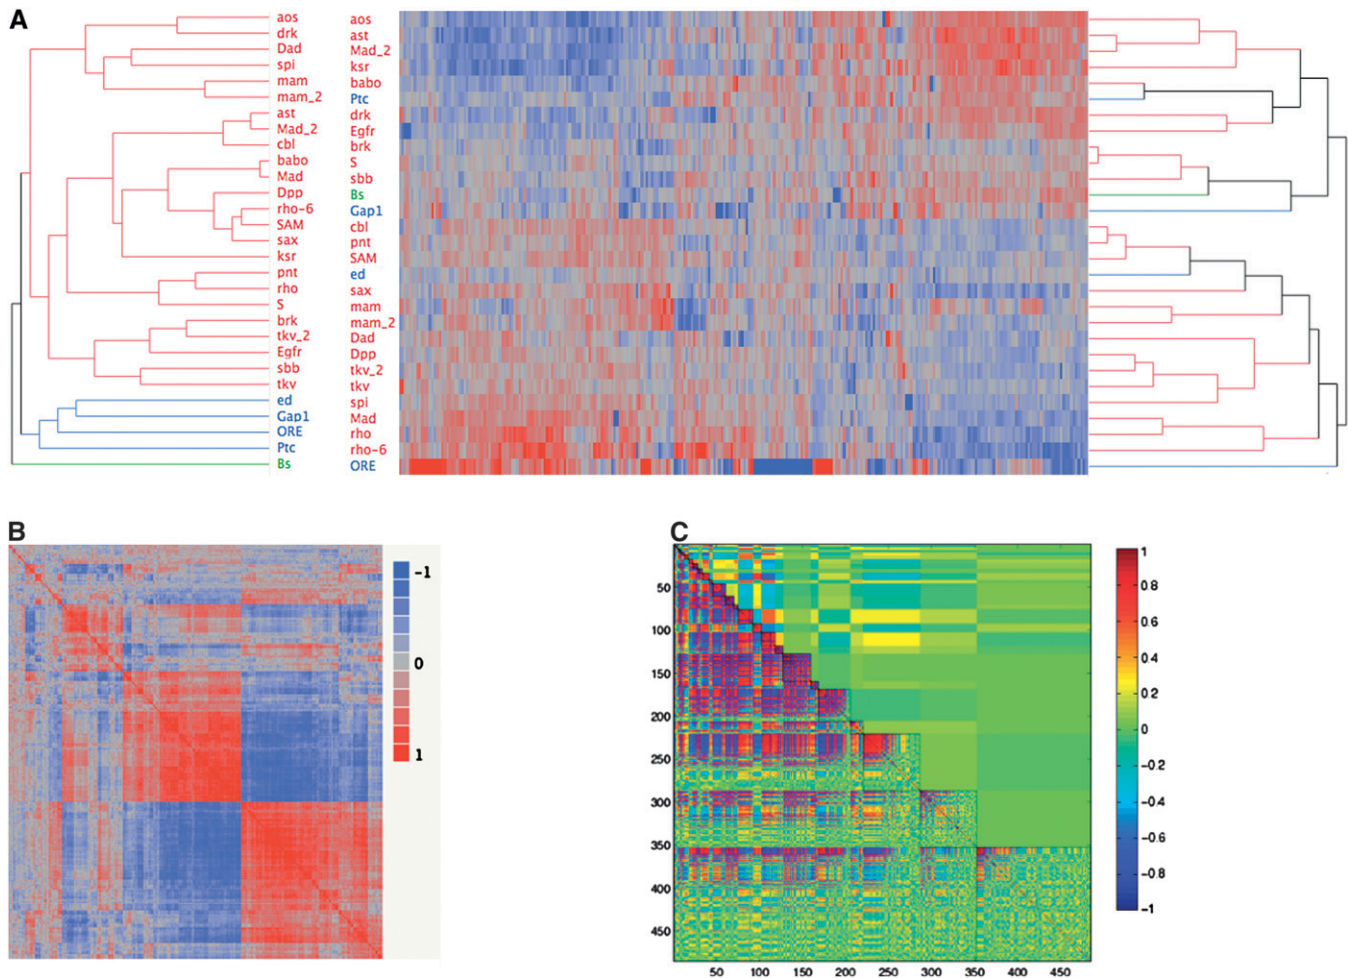 A
aos
drk
Dad
spi
mam
mam_2
ast
Mad_2
cbl
babo
Mad
Dpp
rho-6
SAM
sax
ksr
pnt
rho
S
brk
tkv_2
Egfr
sbb
tkv
ed
Gap1
ORE
Ptc
Bs
aos
ast
Mad_2
ksr
babo
Ptc
drk
Egfr
brk
S
sbb
Bs
Gap1
cbl
pnt
SAM
ed
sax
mam
mam_2
Dad
Dpp
tkv_2
tkv
spi
Mad
rho
rho-6
ORE
B
-1
0
1
C
50
100
150
200
250
300
350
400
450
50 100 150 200 250 300 350 400 450
1
0.8
0.6
0.4
0.2
0
-0.2
-0.4
-0.6
-0.8
-1